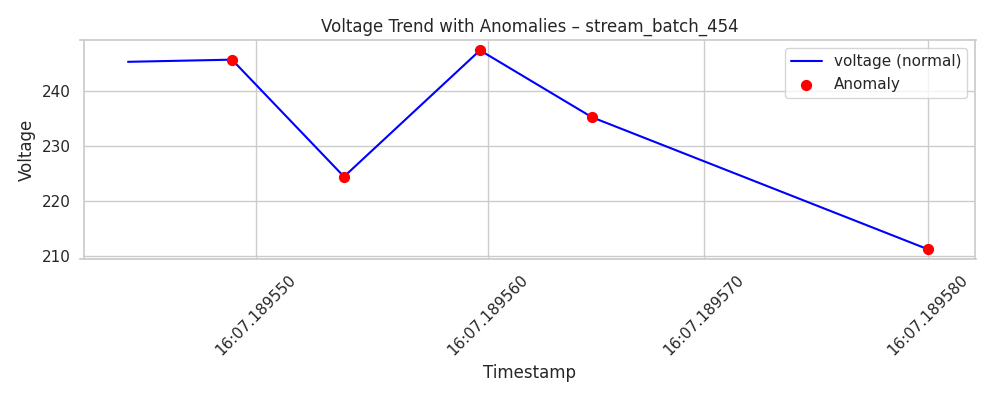 Voltage Trend with Anomalies – stream_batch_454
voltage (normal)
Anomaly
Voltage
240
230
220
210
16:07.189550
16:07.189560
16:07.189570
16:07.189580
Timestamp